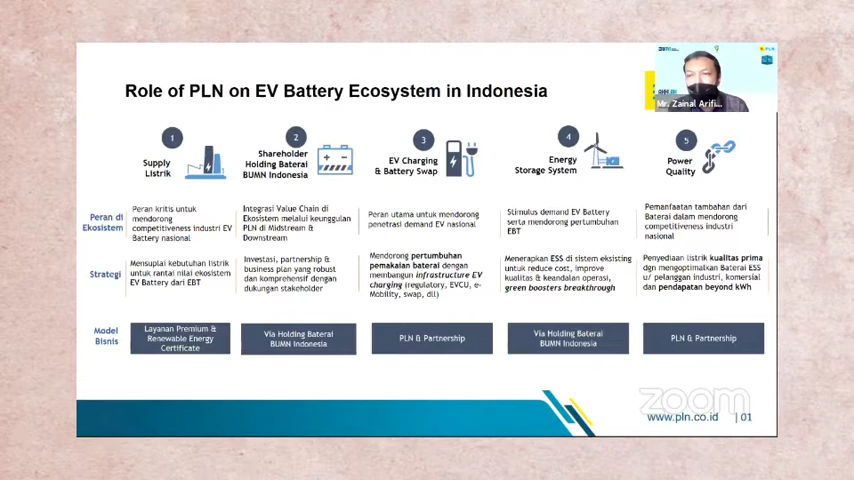 Role of PLN on EV Battery Ecosystem in Indonesia
PLN
Mr. Zainal Arifi...
1
Supply
Listrik
2
Shareholder
Holding Baterai
BUMN Indonesia
3
EV Charging
& Battery Swap
4
Energy
Storage System
5
Power
Quality
Peran di
Ekosistem
Peran kritis untuk
mendorong
competitiveness industri EV
Battery nasional
Integrasi Value Chain di
Ekosistem melalui keunggulan
PLN di Midstream &
Downstream
Peran utama untuk mendorong
penetrasi demand EV nasional
Stimulus demand EV Battery
serta mendorong pertumbuhan
EBT
Pemanfaatan tambahan dari
Baterai dalam mendorong
competitiveness industri
nasional
Strategi
Mensuplai kebutuhan listrik
untuk rantai nilai ekosistem
EV Battery dari EBT
Investasi, partnership &
business plan yang robust
dan komprehensif dengan
dukungan stakeholder
Mendorong pertumbuhan
pemakaian baterai dengan
membangun infrastructure EV
charging (regulatory, EVCU, e-
Mobility, swap, dll)
Menerapkan ESS di sistem eksisting
untuk reduce cost, improve
kualitas & keandalan operasi,
green boosters breakthrough
Penyediaan listrik kualitas prima
dgn mengoptimalkan Baterai ESS
u/ pelanggan industri, komersial
dan pendapatan beyond kWh
Model
Bisnis
Layanan Premium &
Renewable Energy
Certificate
Via Holding Baterai
BUMN Indonesia
PLN & Partnership
Via Holding Baterai
BUMN Indonesia
PLN & Partnership
zoom
www.pln.co.id | 01